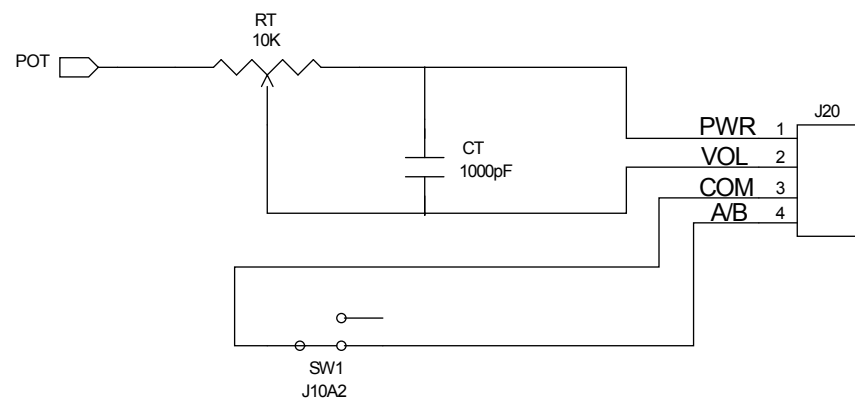 RT
10K
POT
J20
PWR 1
VOL 2
COM 3
A/B 4
CT
1000pF
SW1
J10A2